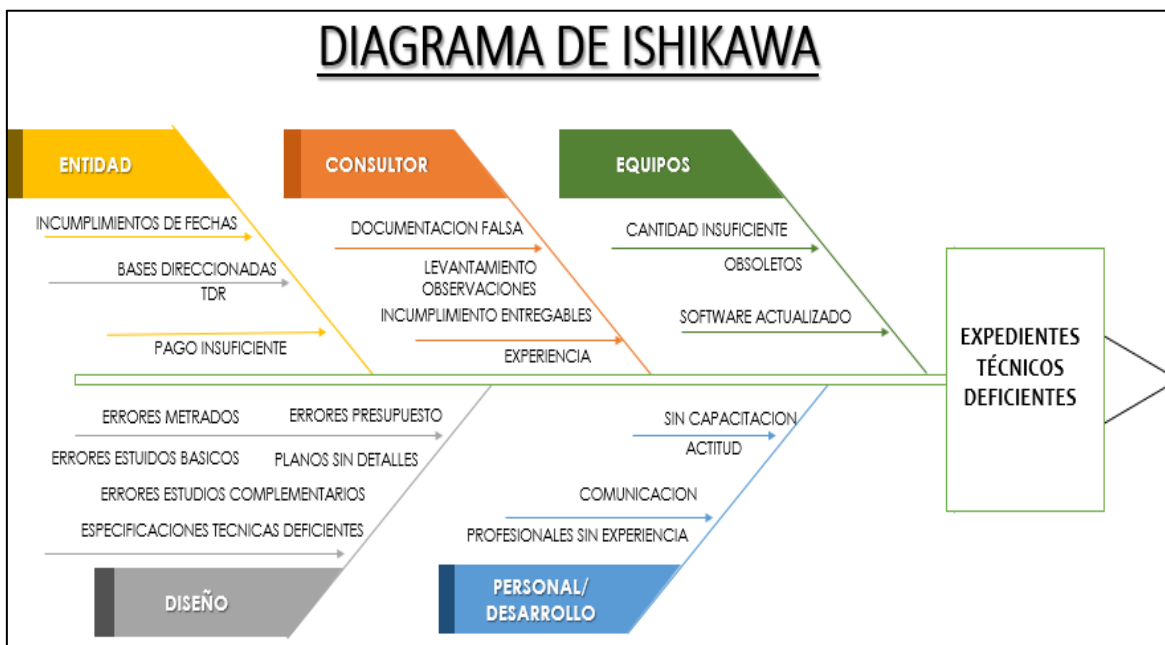 DIAGRAMA DE ISHIKAWA
ENTIDAD
INCUMPLIMIENTOS DE FECHAS
BASES DIRECCIONADAS
TDR
PAGO INSUFICIENTE
CONSULTOR
DOCUMENTACION FALSA
LEVANTAMIENTO
OBSERVACIONES
INCUMPLIMIENTO ENTREGABLES
EXPERIENCIA
EQUIPOS
CANTIDAD INSUFICIENTE
OBSOLETOS
SOFTWARE ACTUALIZADO
EXPEDIENTES
TÉCNICOS
DEFICIENTES
ERRORES METRADOS
ERRORES PRESUPUESTO
ERRORES ESTUIDOS BASICOS
PLANOS SIN DETALLES
ERRORES ESTUDIOS COMPLEMENTARIOS
ESPECIFICACIONES TECNICAS DEFICIENTES
DISEÑO
SIN CAPACITACION
ACTITUD
COMUNICACION
PROFESIONALES SIN EXPERIENCIA
PERSONAL/
DESARROLLO